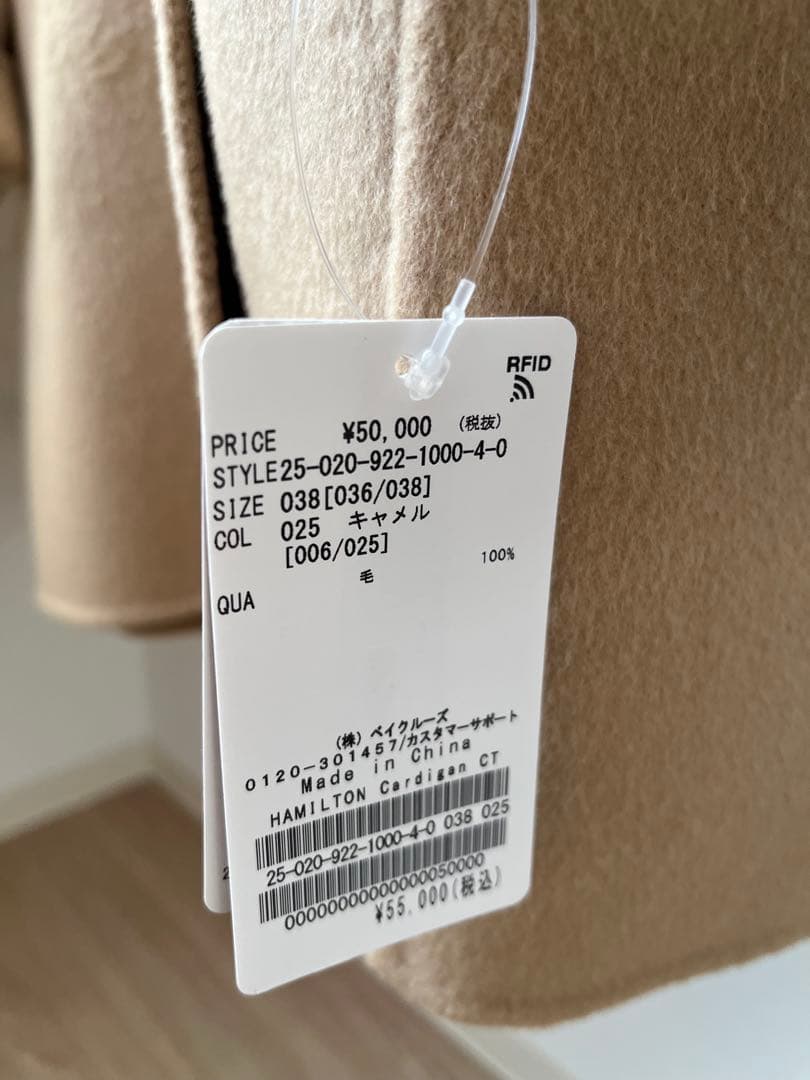 RFID
PRICE ¥50,000 (税抜)
STYLE25-020-922-1000-4-0
SIZE 038[036/038]
COL 025 キャメル
[006/025]
毛 100%
QUA
(株) ベイクルーズ
0120-301457/カスタマーサポート
Made in China
HAMILTON Cardigan CT
25-020-922-1000-4-0 038 025
00000000000000050000
¥55,000(税込)
2